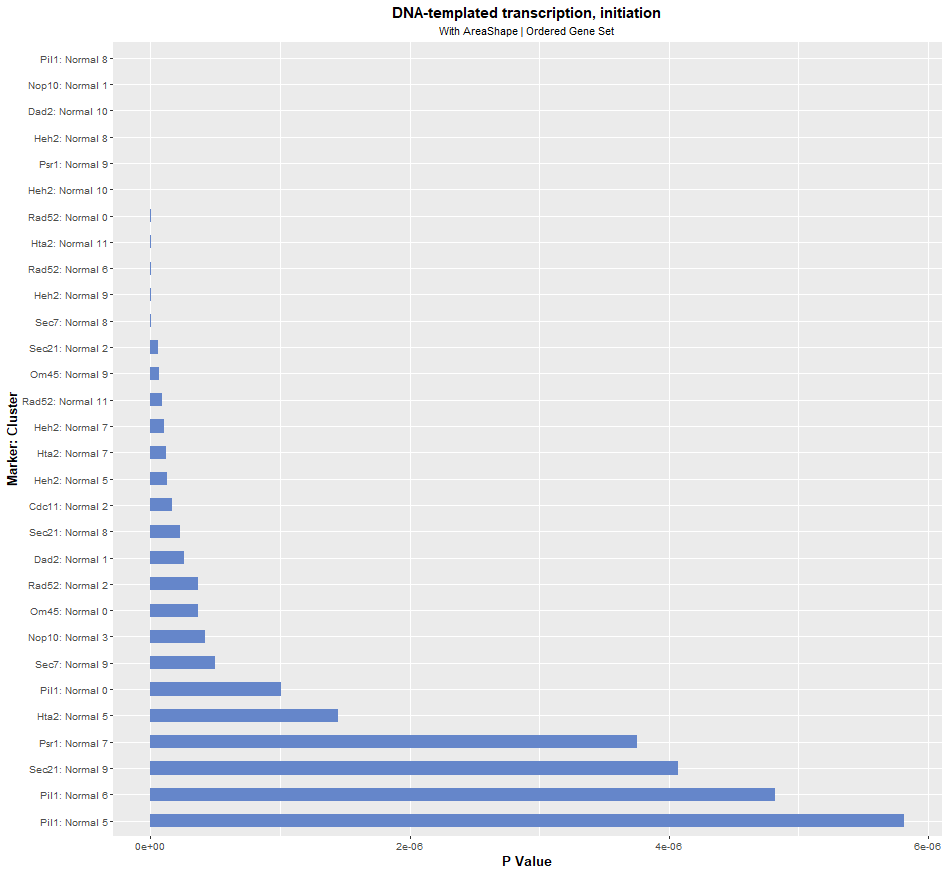 DNA-templated transcription, initiation
With AreaShape | Ordered Gene Set
Marker: Cluster
Pil1: Normal 8
Nop10: Normal 1
Dad2: Normal 10
Heh2: Normal 8
Psr1: Normal 9
Heh2: Normal 10
Rad52: Normal 0
Hta2: Normal 11
Rad52: Normal 6
Heh2: Normal 9
Sec7: Normal 8
Sec21: Normal 2
Om45: Normal 9
Rad52: Normal 11
Heh2: Normal 7
Hta2: Normal 7
Heh2: Normal 5
Cdc11: Normal 2
Sec21: Normal 8
Dad2: Normal 1
Rad52: Normal 2
Om45: Normal 0
Nop10: Normal 3
Sec7: Normal 9
Pil1: Normal 0
Hta2: Normal 5
Psr1: Normal 7
Sec21: Normal 9
Pil1: Normal 6
Pil1: Normal 5
0e+00 2e-06 4e-06 6e-06
P Value